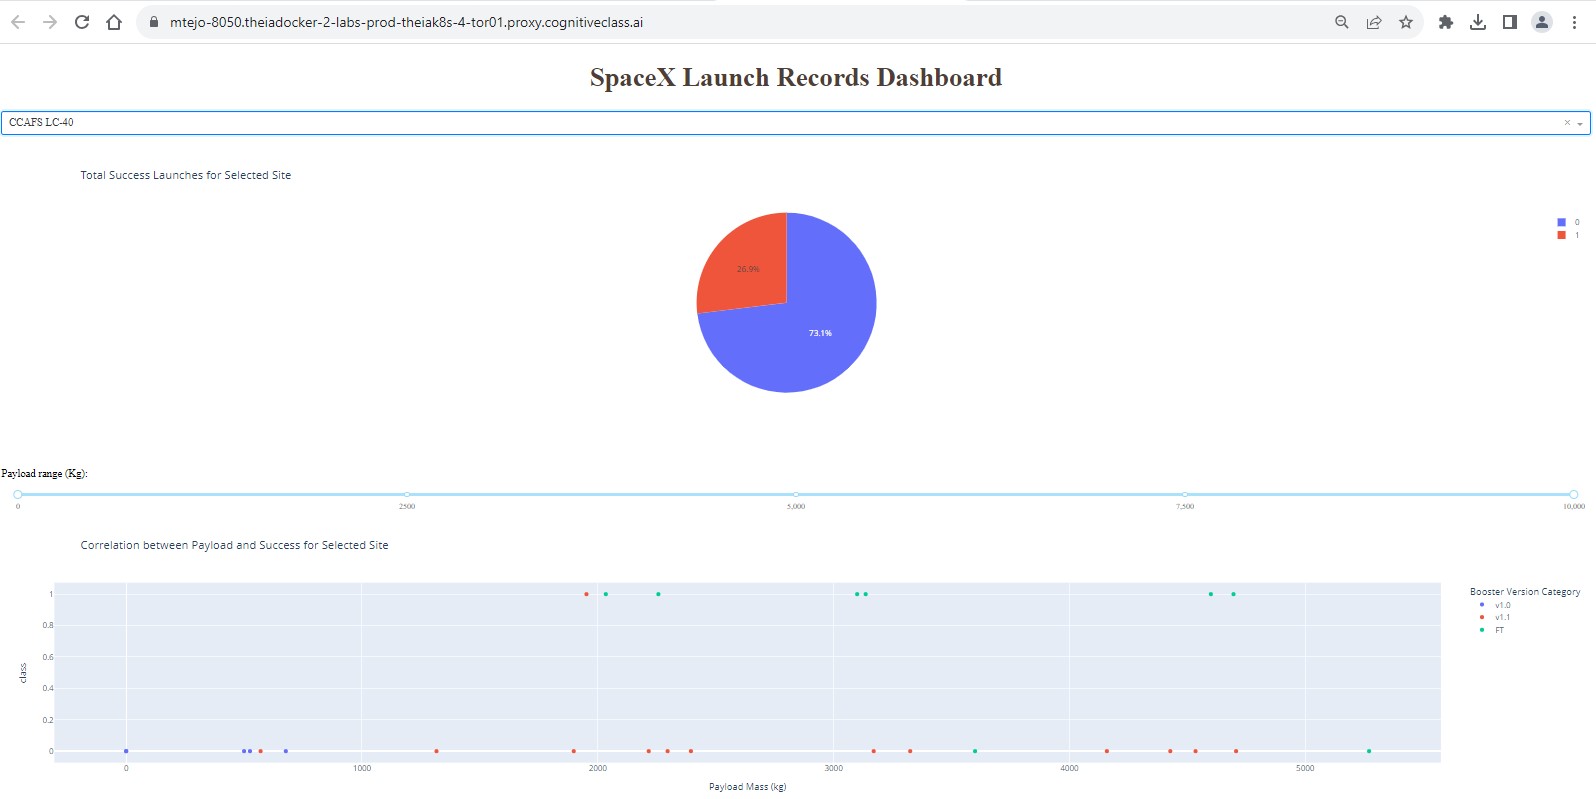 mtejo-8050.theiadocker-2-labs-prod-theiak8s-4-tor01.proxy.cognitiveclass.ai
SpaceX Launch Records Dashboard
CCAFS LC-40
Total Success Launches for Selected Site
0
1
26.9%
73.1%
Payload range (Kg):
0 2500 5,000 7,500 10,000
Correlation between Payload and Success for Selected Site
Booster Version Category
v1.0
v1.1
FT
class
1
0.8
0.6
0.4
0.2
0
0 1000 2000 3000 4000 5000
Payload Mass (kg)